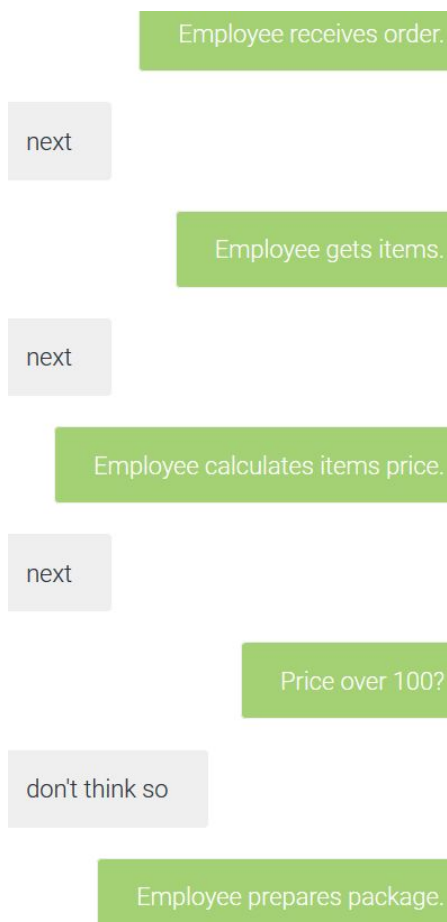 Employee receives order.
next
Employee gets items.
next
Employee calculates items price.
next
Price over 100?
don't think so
Employee prepares package.